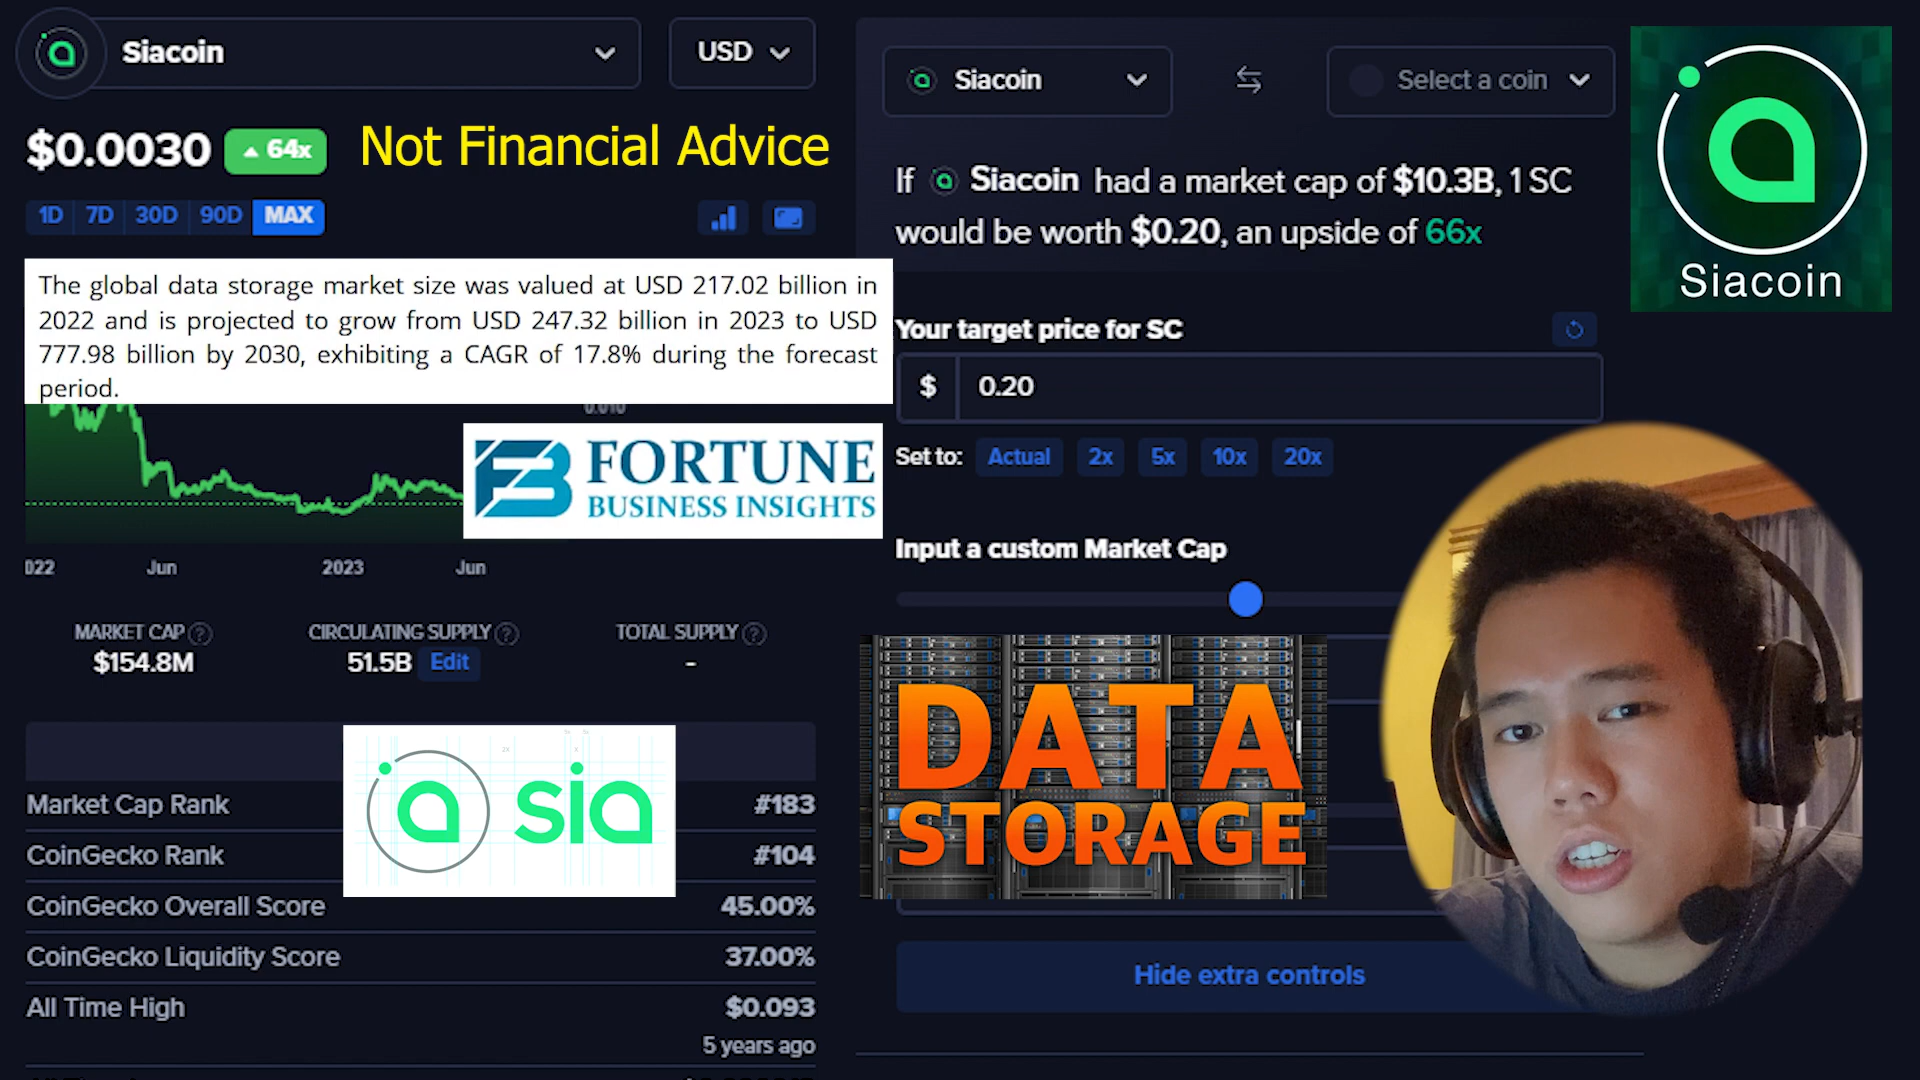 Siacoin
USD
$0.0030
64x
Not Financial Advice
1D 7D 30D 90D MAX
The global data storage market size was valued at USD 217.02 billion in
2022 and is projected to grow from USD 247.32 billion in 2023 to USD
777.98 billion by 2030, exhibiting a CAGR of 17.8% during the forecast
period.
0.010
FORTUNE
BUSINESS INSIGHTS
022 Jun 2023 Jun
MARKET CAP ?
$154.8M
CIRCULATING SUPPLY ?
51.5B Edit
TOTAL SUPPLY ?
-
sia
Market Cap Rank #183
CoinGecko Rank #104
CoinGecko Overall Score 45.00%
CoinGecko Liquidity Score 37.00%
All Time High $0.093
5 years ago
Siacoin
Select a coin
If Siacoin had a market cap of $10.3B, 1 SC
would be worth $0.20, an upside of 66x
Your target price for SC
$ 0.20
Set to: Actual 2x 5x 10x 20x
Input a custom Market Cap
DATA
STORAGE
Hide extra controls
Siacoin